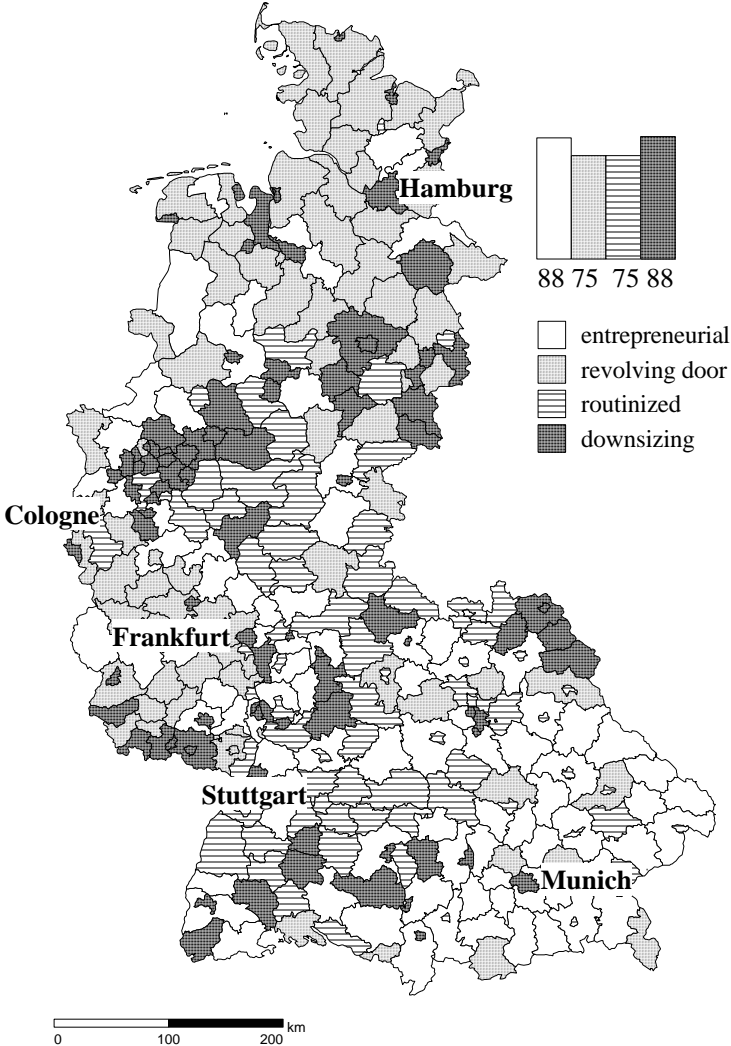 Hamburg
88 75 75 88
entrepreneurial
revolving door
routinized
downsizing
Cologne
Frankfurt
Stuttgart
Munich
km
0 100 200